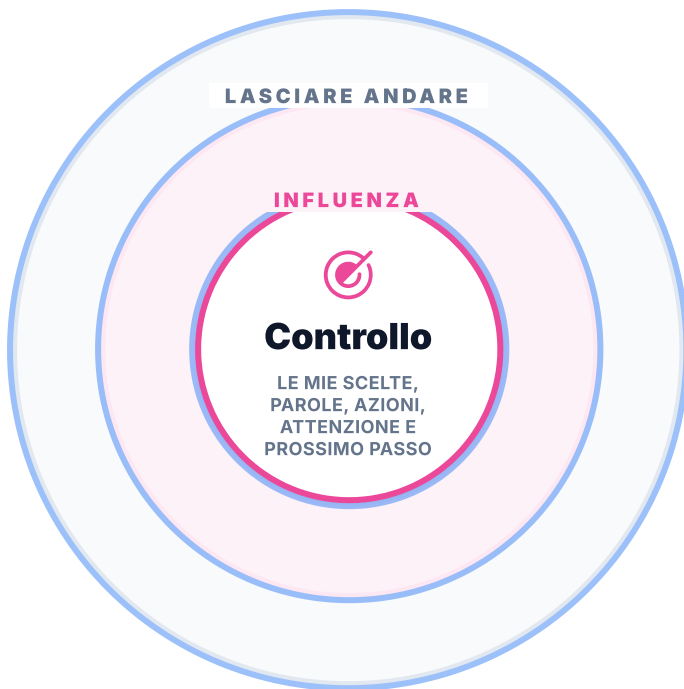 LASCIARE ANDARE
INFLUENZA
Controllo
LE MIE SCELTE,
PAROLE, AZIONI,
ATTENZIONE E
PROSSIMO PASSO